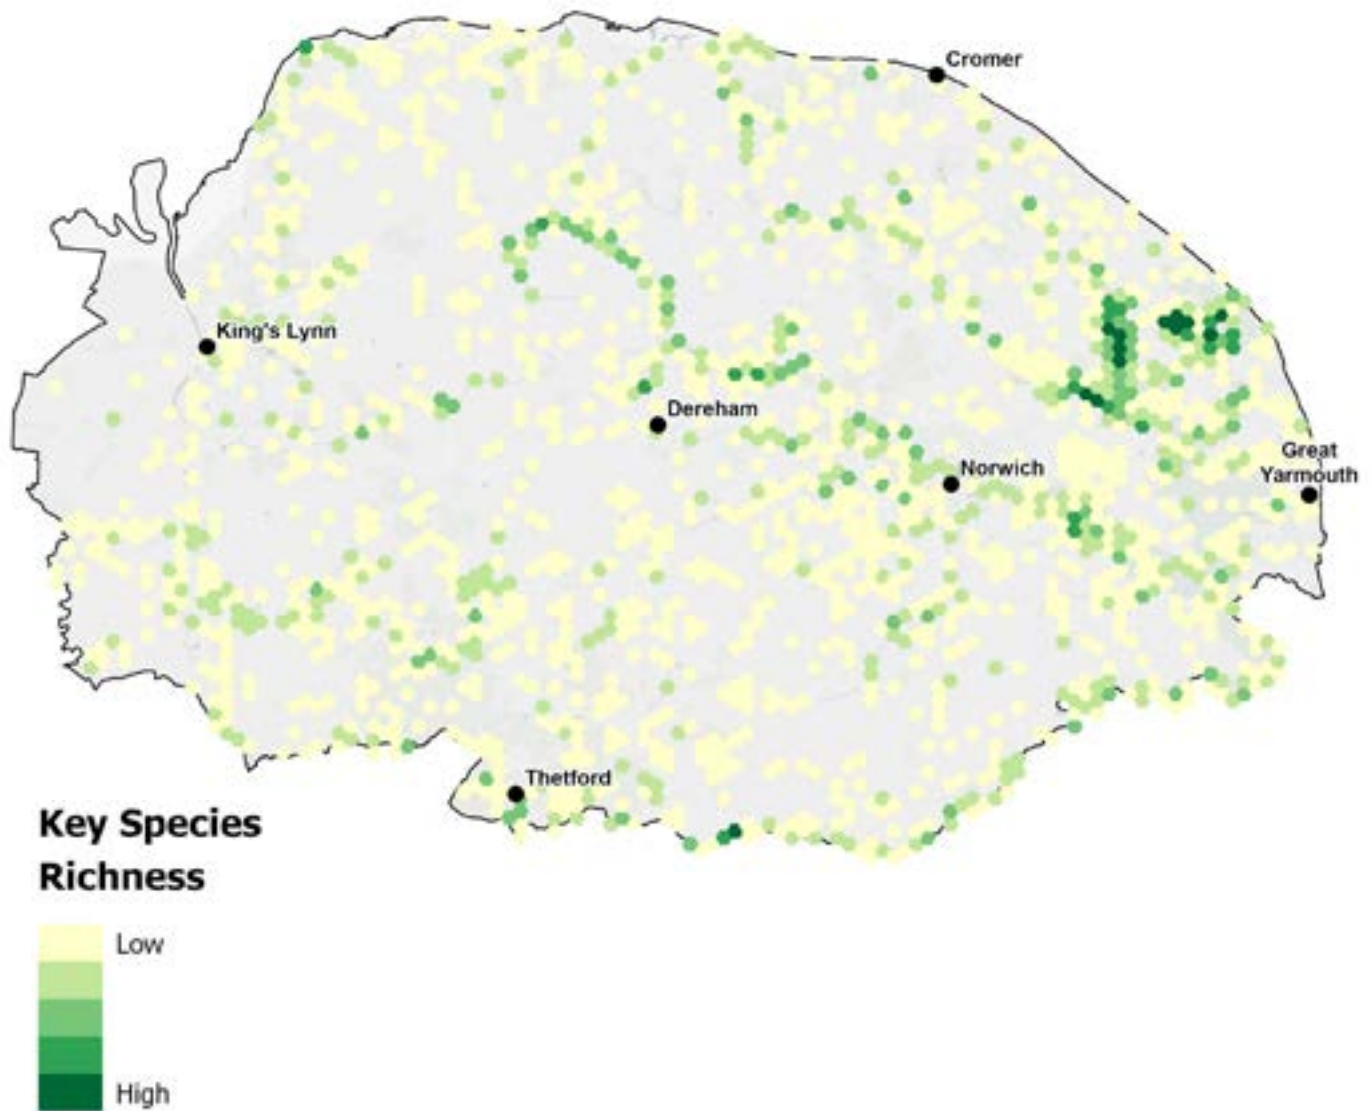 Cromer
King's Lynn
Dereham
Norwich
Great
Yarmouth
Thetford
Key Species
Richness
Low
High